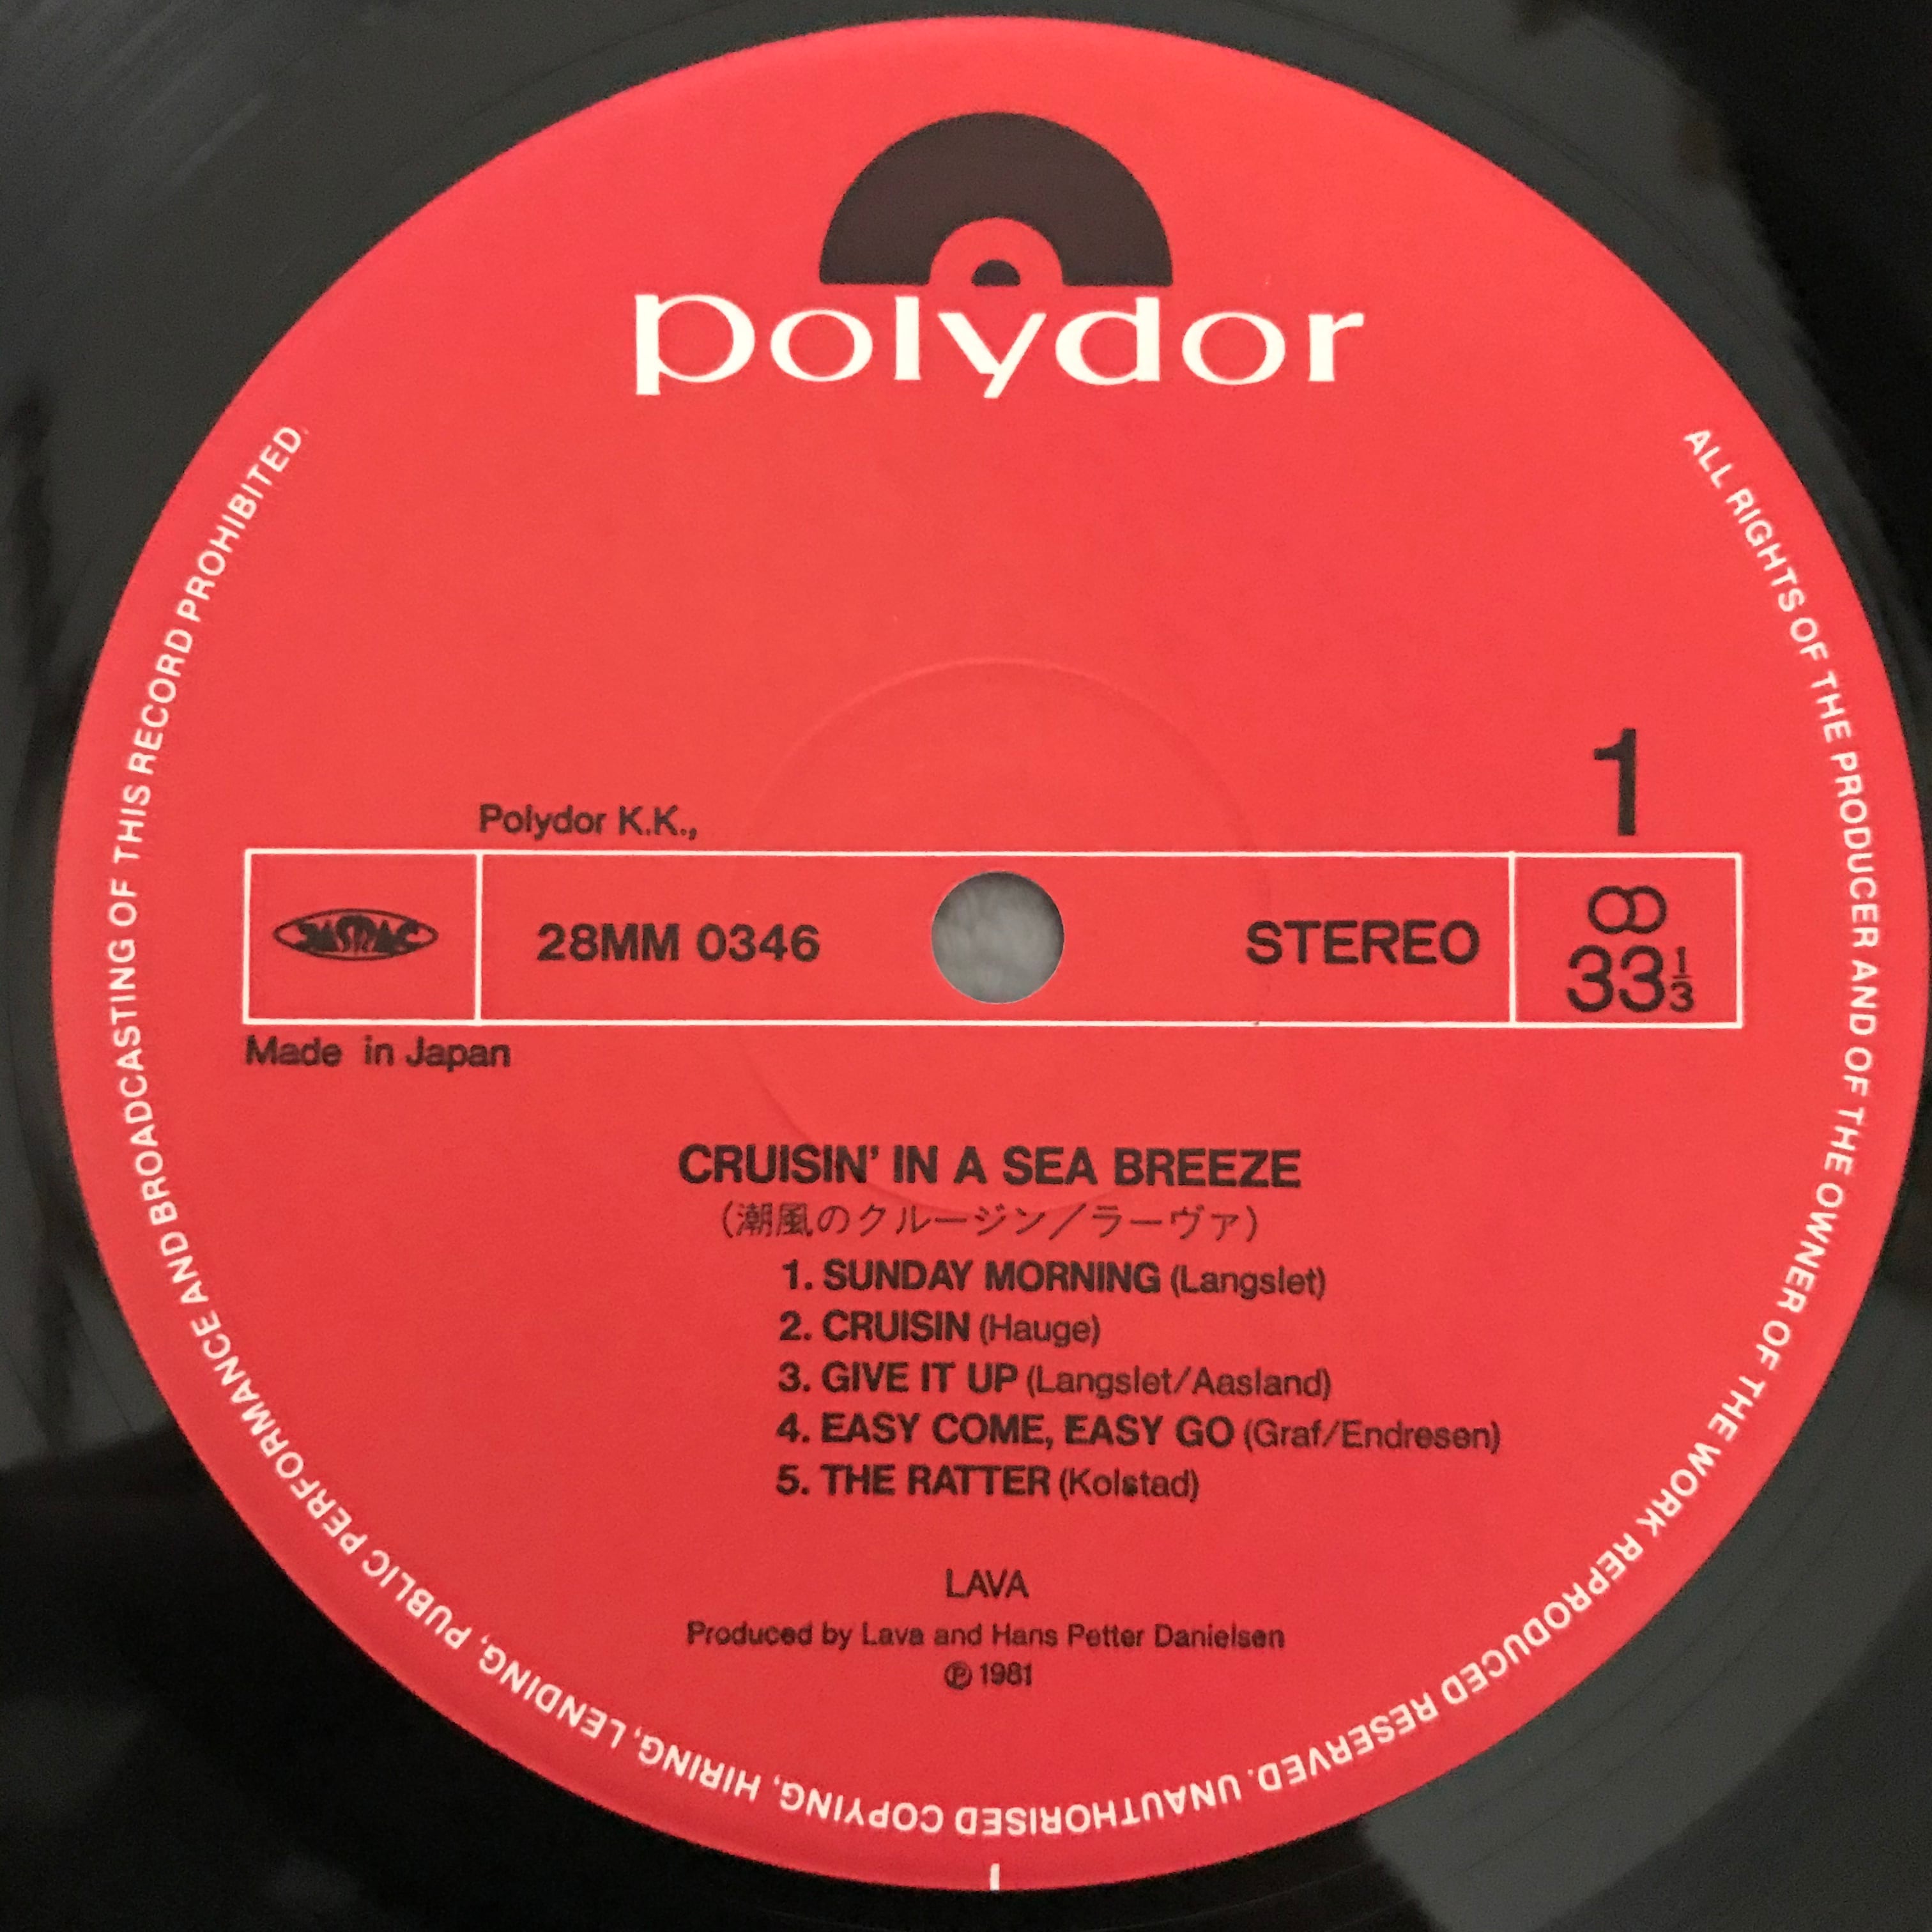 polydor
1
Polydor K.K.,
JASRAC
28MM 0346
STEREO
33 1/3
Made in Japan
CRUISIN' IN A SEA BREEZE
(潮風のクルージン/ラーヴァ)
1. SUNDAY MORNING (Langslet)
2. CRUISIN (Hauge)
3. GIVE IT UP (Langslet/Aasland)
4. EASY COME, EASY GO (Graf/Endresen)
5. THE RATTER (Kolstad)
LAVA
Produced by Lava and Hans Petter Danielsen
℗ 1981
ALL RIGHTS OF THE PRODUCER AND OF THE OWNER OF THE WORK REPRODUCED RESERVED. UNAUTHORISED COPYING, HIRING, LENDING, PUBLIC PERFORMANCE AND BROADCASTING OF THIS RECORD PROHIBITED.